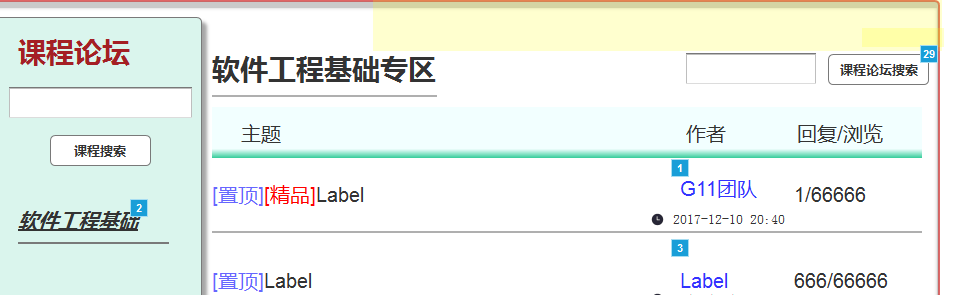 课程论坛
课程搜索
软件工程基础
2
软件工程基础专区
课程论坛搜索
29
主题 作者 回复/浏览
1
[置顶][精品]Label G11团队 1/66666
2017-12-10 20:40
3
[置顶]Label Label 666/66666